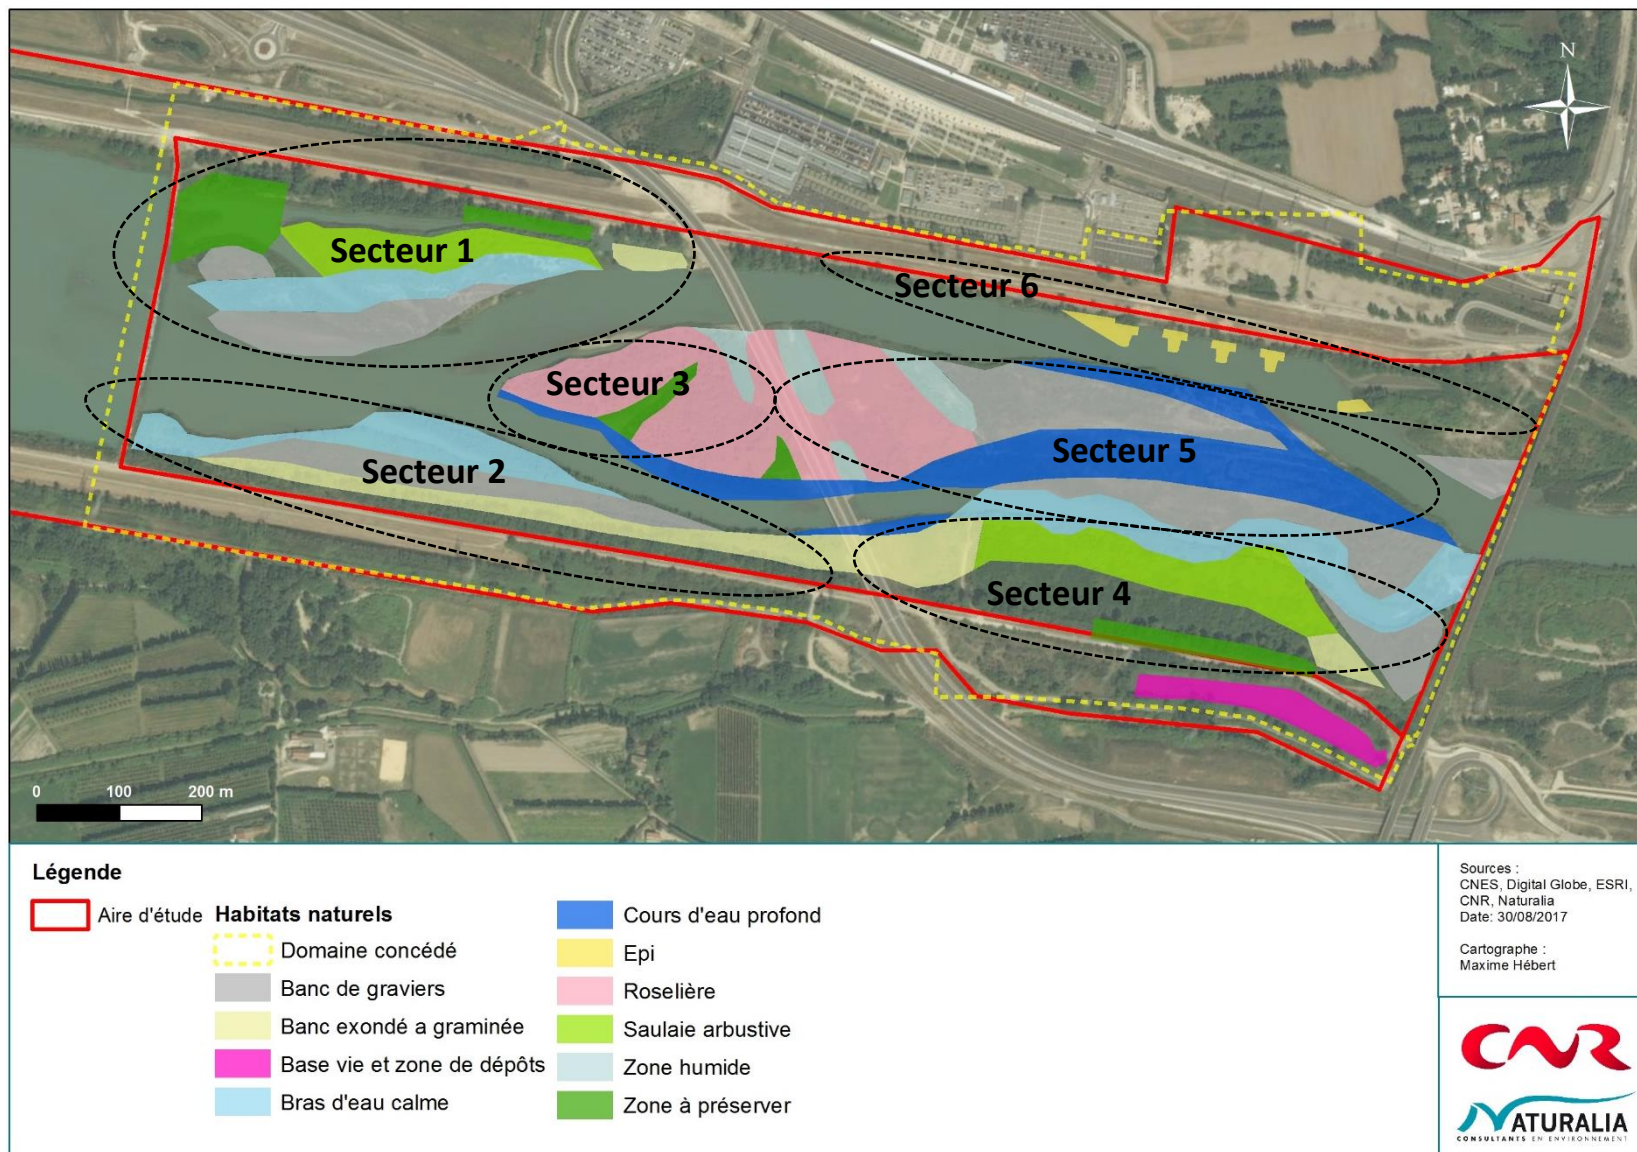 N
Secteur 1
Secteur 6
Secteur 3
Secteur 5
Secteur 2
Secteur 4
0 100 200 m
Légende
Aire d'étude
Habitats naturels
Domaine concédé
Banc de graviers
Banc exondé a graminée
Base vie et zone de dépôts
Bras d'eau calme
Cours d'eau profond
Epi
Roselière
Saulaie arbustive
Zone humide
Zone à préserver
Sources :
CNES, Digital Globe, ESRI,
CNR, Naturalia
Date: 30/08/2017
Cartographe :
Maxime Hébert
CNR
NATURALIA
CONSULTANTS EN ENVIRONNEMENT